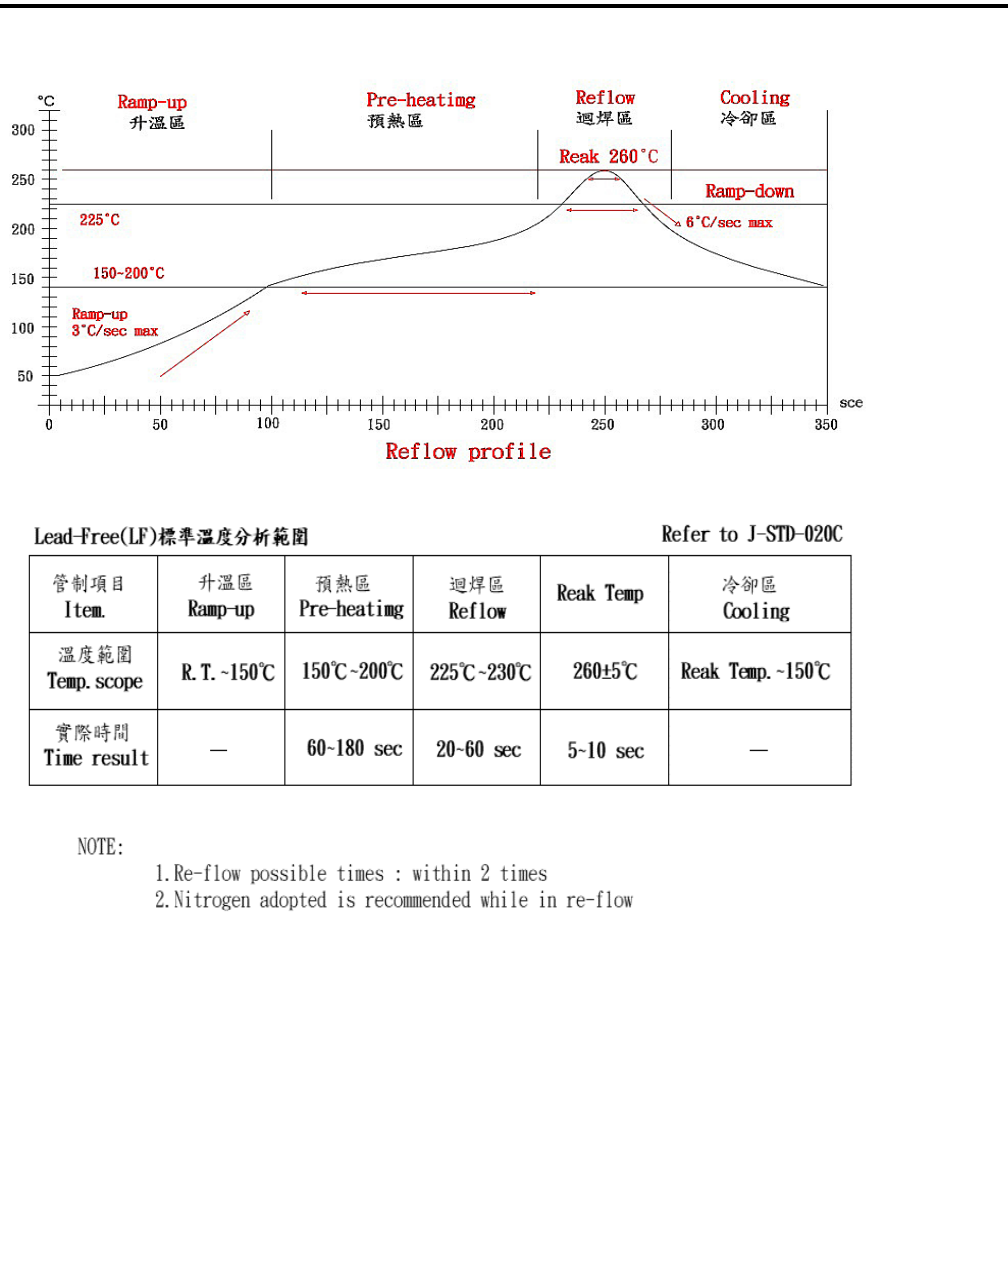 °C
Ramp-up
升溫區
Pre-heatimg
預熱區
Reflow
迴焊區
Cooling
冷卻區
300
Reak 260°C
250
Ramp-down
225°C
6°C/sec max
200
150~200°C
150
Ramp-up
3°C/sec max
100
50
sce
0 50 100 150 200 250 300 350
Reflow profile
Lead-Free(LF)標準溫度分析範圍 Refer to J-STD-020C
管制項目 升溫區 預熱區 迴焊區 Reak Temp 冷卻區
Item. Ramp-up Pre-heatimg Reflow Cooling
溫度範圍
Temp.scope R.T.~150℃ 150℃~200℃ 225℃~230℃ 260±5℃ Reak Temp.~150℃
實際時間
Time result — 60~180 sec 20~60 sec 5~10 sec —
NOTE:
1.Re-flow possible times : within 2 times
2.Nitrogen adopted is recommended while in re-flow